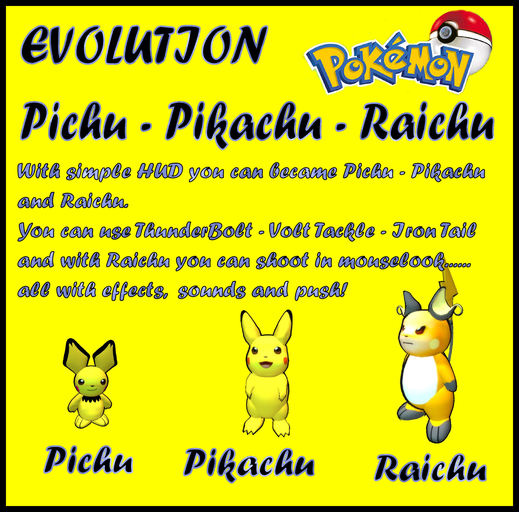 EVOLUTION
POKéMON
Pichu - Pikachu - Raichu
With simple HUD you can became Pichu - Pikachu
and Raichu.
You can use ThunderBolt - Volt Tackle - Iron Tail
and with Raichu you can shoot in mouselook......
all with effects, sounds and push!
Pichu
Pikachu
Raichu